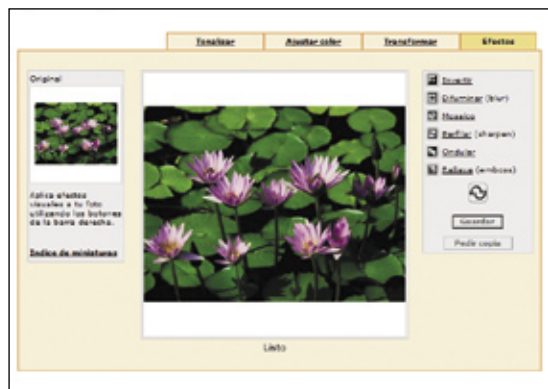 Tonalizar
Ajustar color
Transformar
Efectos
Original
Aplica efectos
visuales a tu foto
utilizando los botones
de la barra derecha.
Indice de miniaturas
Listo
Invertir
Difuminar (blur)
Mosaico
Perfilar (sharpen)
Ondular
Relieve (emboss)
Guardar
Pedir copia